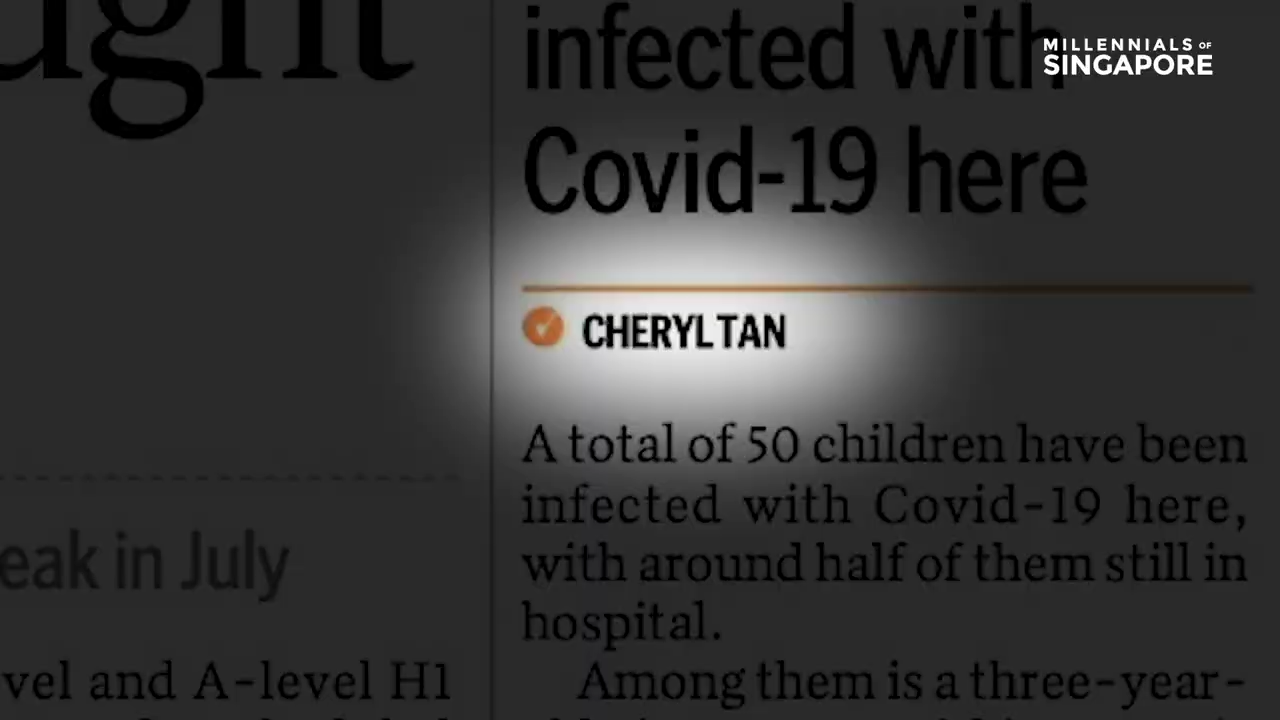 ught
infected with
Covid-19 here
MILLENNIALS OF
SINGAPORE
CHERYL TAN
A total of 50 children have been
infected with Covid-19 here,
with around half of them still in
hospital.
Among them is a three-year-
eak in July
vel and A-level H1